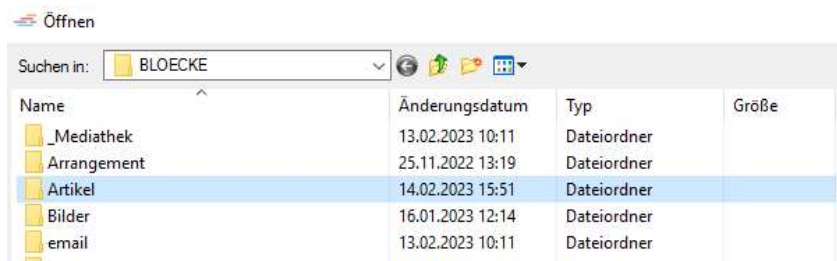 Öffnen
Suchen in: BLOECKE
Name Änderungsdatum Typ Größe
_Mediathek 13.02.2023 10:11 Dateiordner
Arrangement 25.11.2022 13:19 Dateiordner
Artikel 14.02.2023 15:51 Dateiordner
Bilder 16.01.2023 12:14 Dateiordner
email 13.02.2023 10:11 Dateiordner